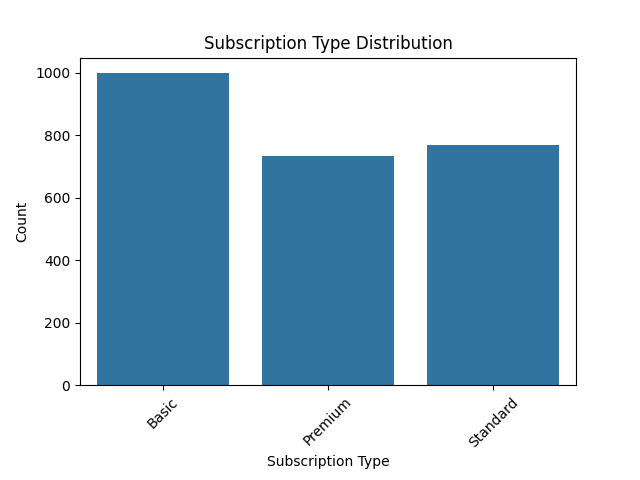 Subscription Type Distribution
Count
1000
800
600
400
200
0
Basic
Premium
Standard
Subscription Type